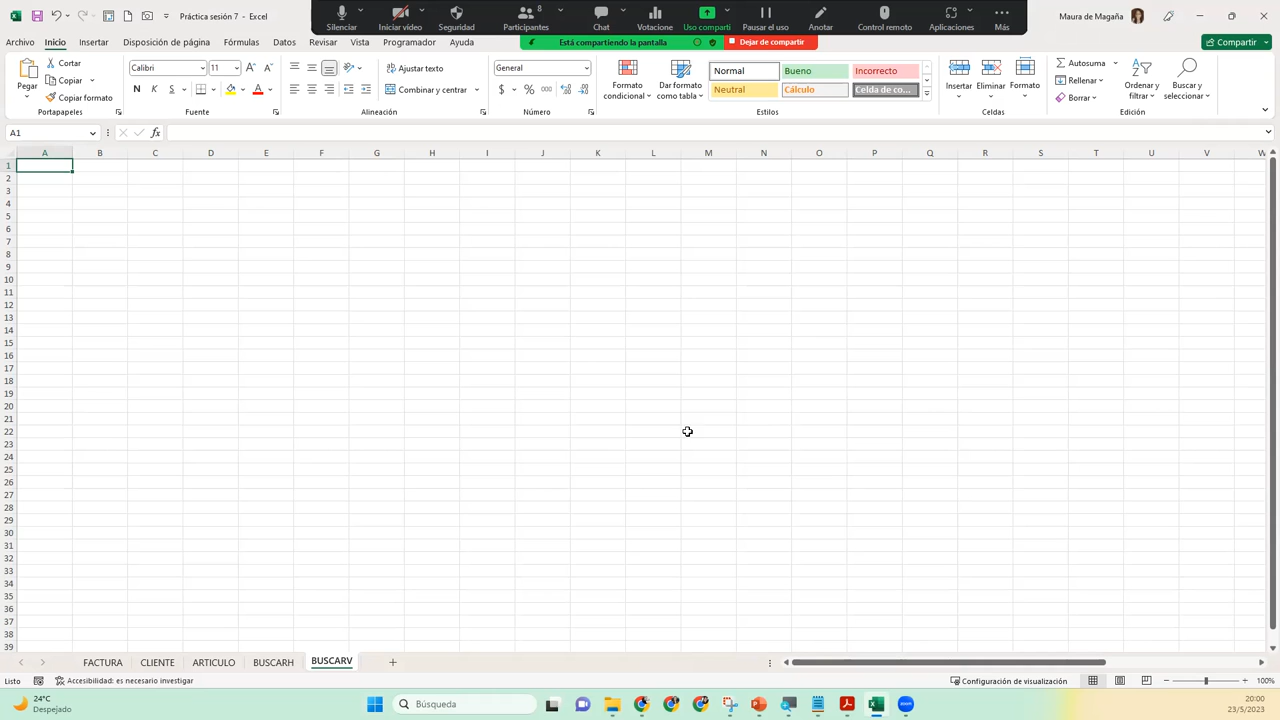 Práctica sesión 7 - Excel
Silenciar
Iniciar vídeo
Seguridad
Participantes
8
Chat
Votacione
Uso comparti
Pausar el uso
Anotar
Control remoto
Aplicaciones
Más
Maura de Magaña
Inicio
Insertar
Disposición de página
Fórmulas
Datos
Revisar
Vista
Programador
Ayuda
Está compartiendo la pantalla
Dejar de compartir
Compartir
Pegar
Cortar
Copiar
Copiar formato
Portapapeles
Calibri
11
N
K
S
A
Fuente
Ajustar texto
Combinar y centrar
Alineación
General
$ % 000
Número
Formato condicional
Dar formato como tabla
Normal
Bueno
Incorrecto
Neutral
Cálculo
Celda de co...
Estilos
Insertar
Eliminar
Formato
Celdas
Autosuma
Rellenar
Borrar
Ordenar y filtrar
Buscar y seleccionar
Edición
A1
fx
A B C D E F G H I J K L M N O P Q R S T U V W
1
2
3
4
5
6
7
8
9
10
11
12
13
14
15
16
17
18
19
20
21
22
23
24
25
26
27
28
29
30
31
32
33
34
35
36
37
38
39
FACTURA
CLIENTE
ARTICULO
BUSCARH
BUSCARV
Listo
Accesibilidad: es necesario investigar
Configuración de visualización
100%
24°C
Despejado
Búsqueda
zoom
20:00
23/5/2023